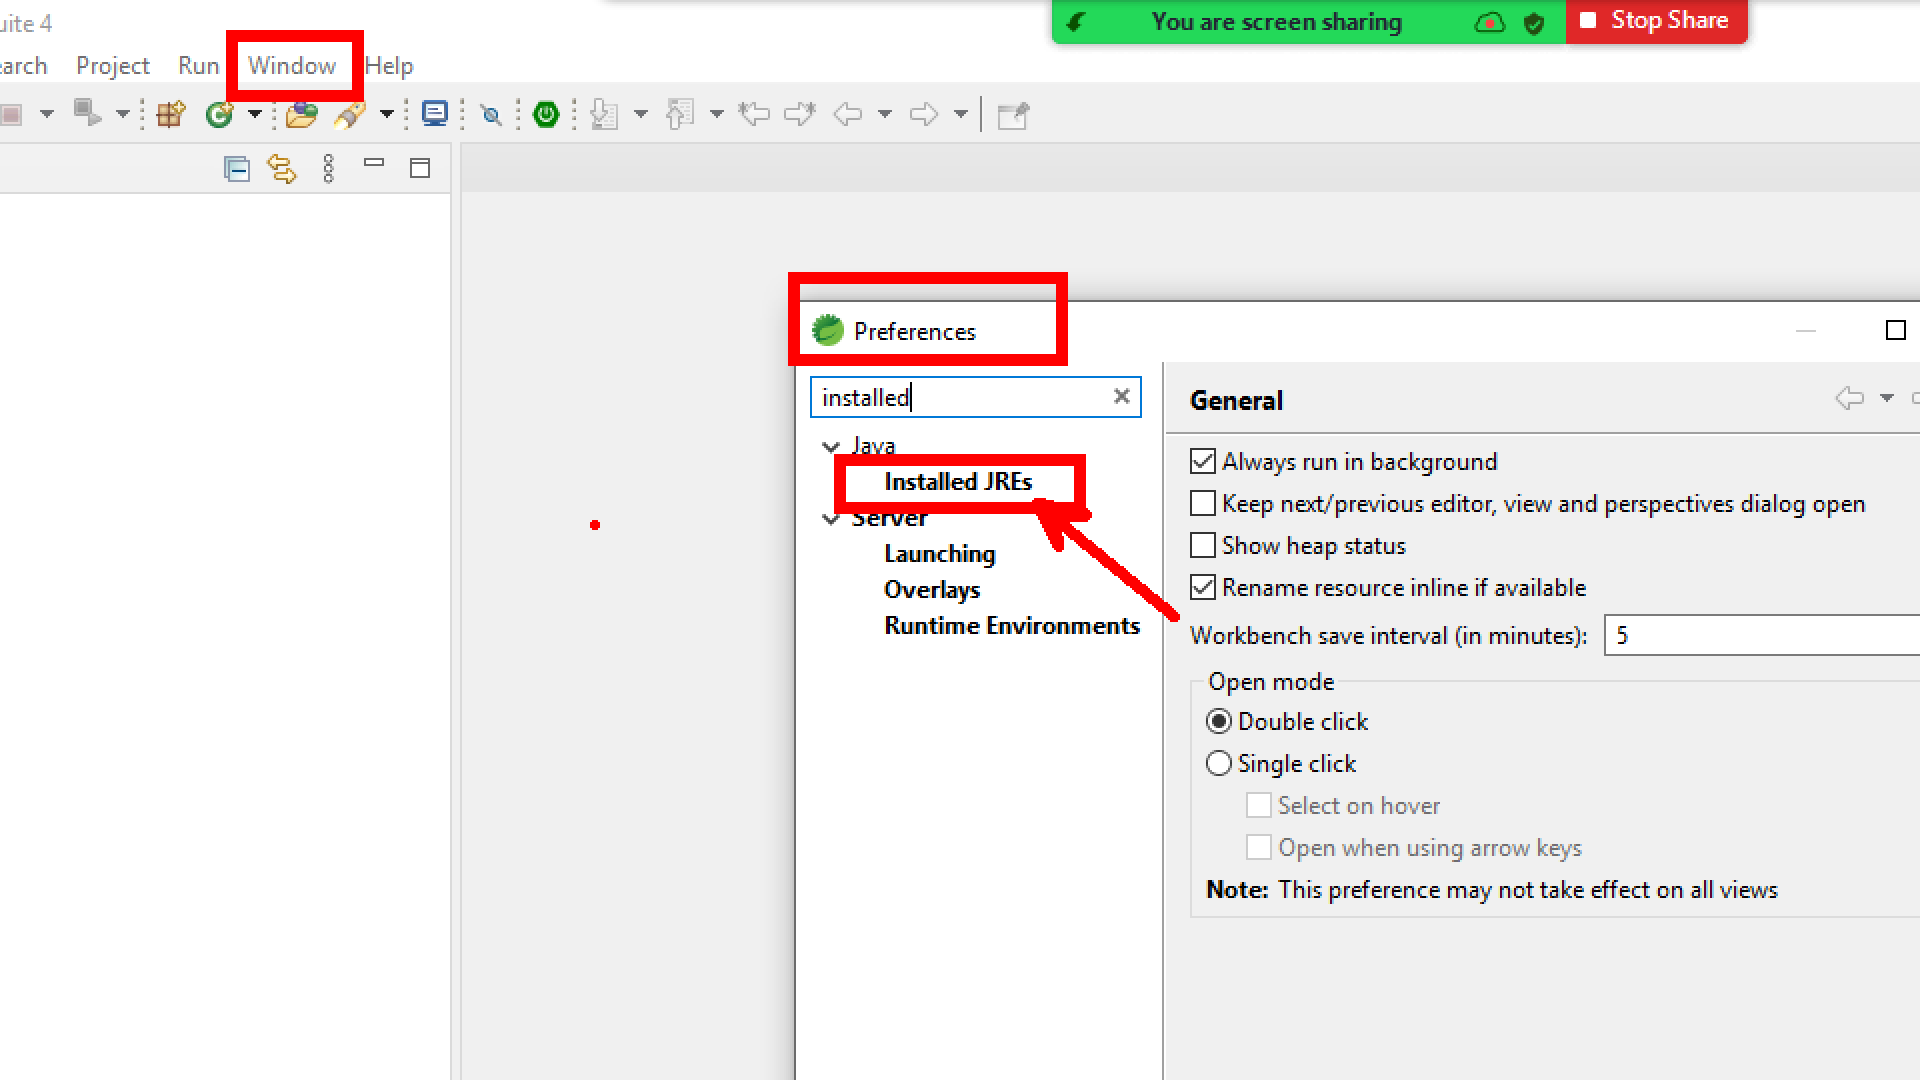 uite 4
You are screen sharing
Stop Share
earch Project Run Window Help
Preferences
installed
Java
Installed JREs
Server
Launching
Overlays
Runtime Environments
General
Always run in background
Keep next/previous editor, view and perspectives dialog open
Show heap status
Rename resource inline if available
Workbench save interval (in minutes): 5
Open mode
Double click
Single click
Select on hover
Open when using arrow keys
Note: This preference may not take effect on all views